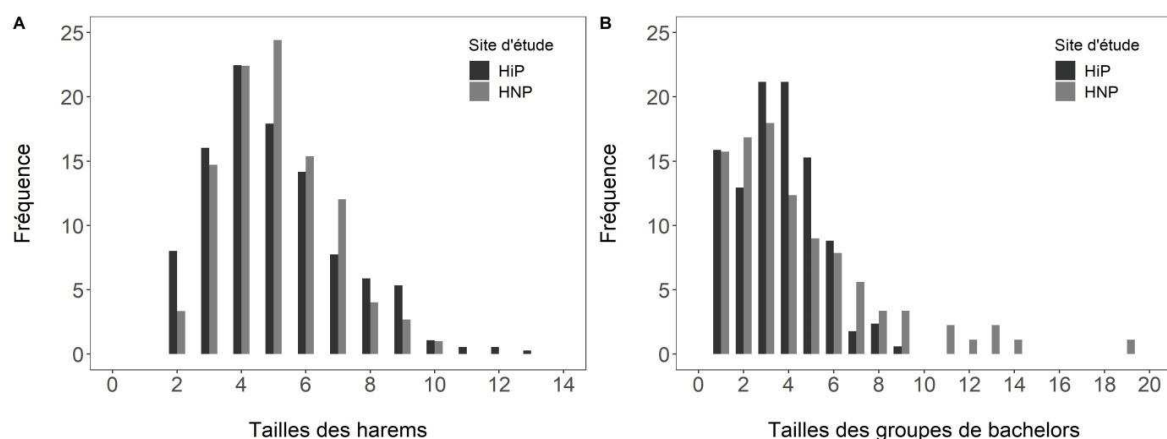 A
Fréquence
25
20
15
10
5
0
Site d'étude
HiP
HNP
0 2 4 6 8 10 12 14
Tailles des harems
B
Fréquence
25
20
15
10
5
0
Site d'étude
HiP
HNP
0 2 4 6 8 10 12 14 16 18 20
Tailles des groupes de bachelors